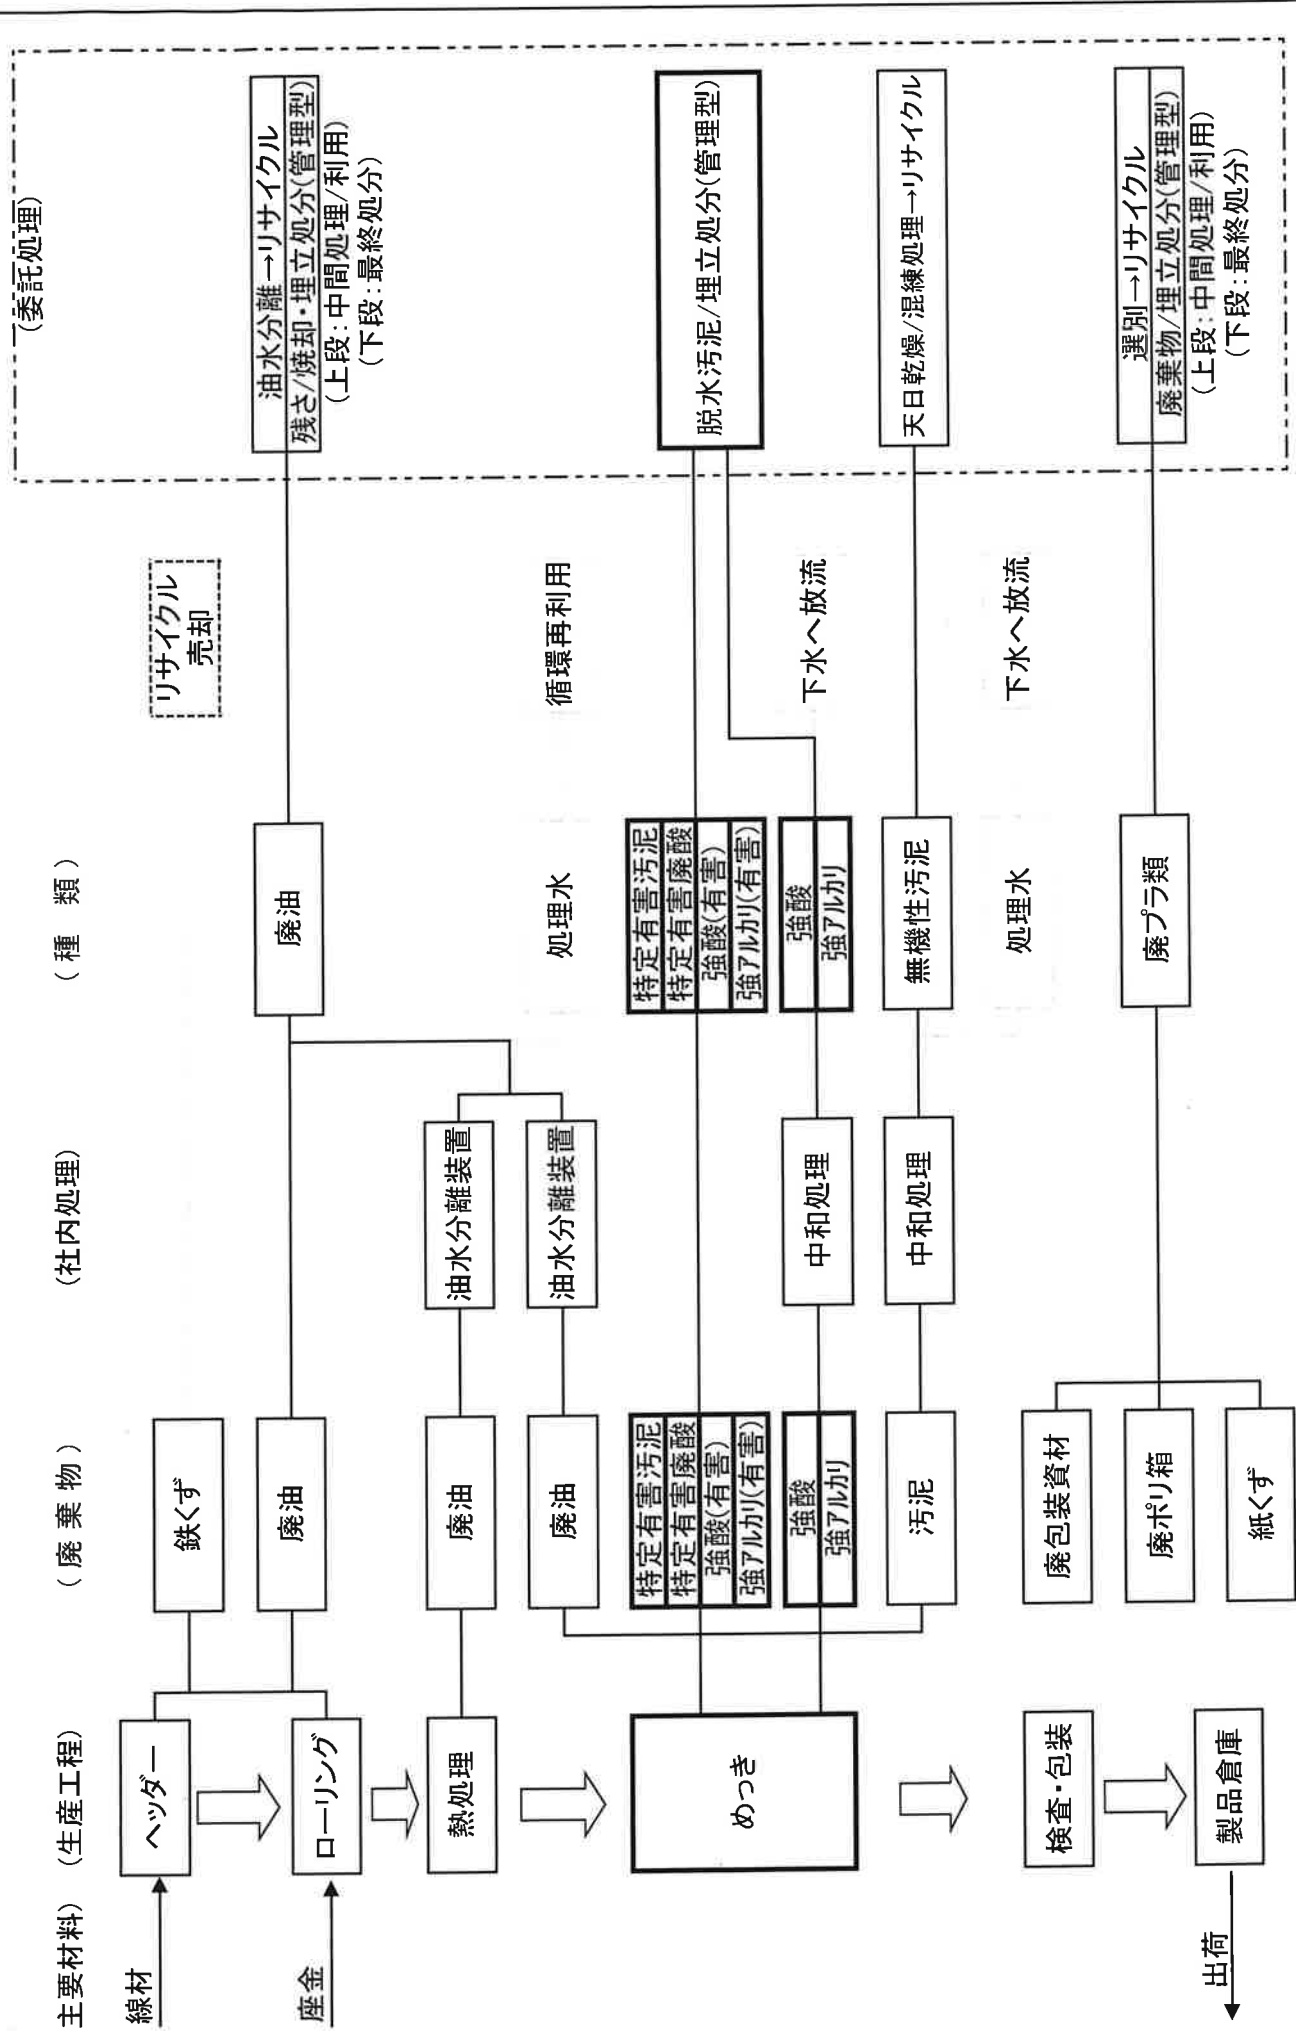 主要材料)
(生産工程)
(廃棄物)
(社内処理)
(種類)
(委託処理)
線材
ヘッダー
鉄くず
リサイクル
売却
廃油
廃油
油水分離→リサイクル
残さ/焼却・埋立処分(管理型)
(上段:中間処理/利用)
(下段:最終処分)
座金
ローリング
熱処理
廃油
油水分離装置
廃油
油水分離装置
処理水
循環再利用
めっき
特定有害汚泥
特定有害廃酸
強酸(有害)
強アルカリ(有害)
特定有害汚泥
特定有害廃酸
強酸(有害)
強アルカリ(有害)
脱水汚泥/埋立処分(管理型)
強酸
強アルカリ
中和処理
強酸
強アルカリ
下水へ放流
汚泥
中和処理
無機性汚泥
天日乾燥/混練処理→リサイクル
処理水
下水へ放流
検査・包装
廃包装資材
廃ポリ箱
紙くず
廃プラ類
選別→リサイクル
廃棄物/埋立処分(管理型)
(上段:中間処理/利用)
(下段:最終処分)
製品倉庫
出荷